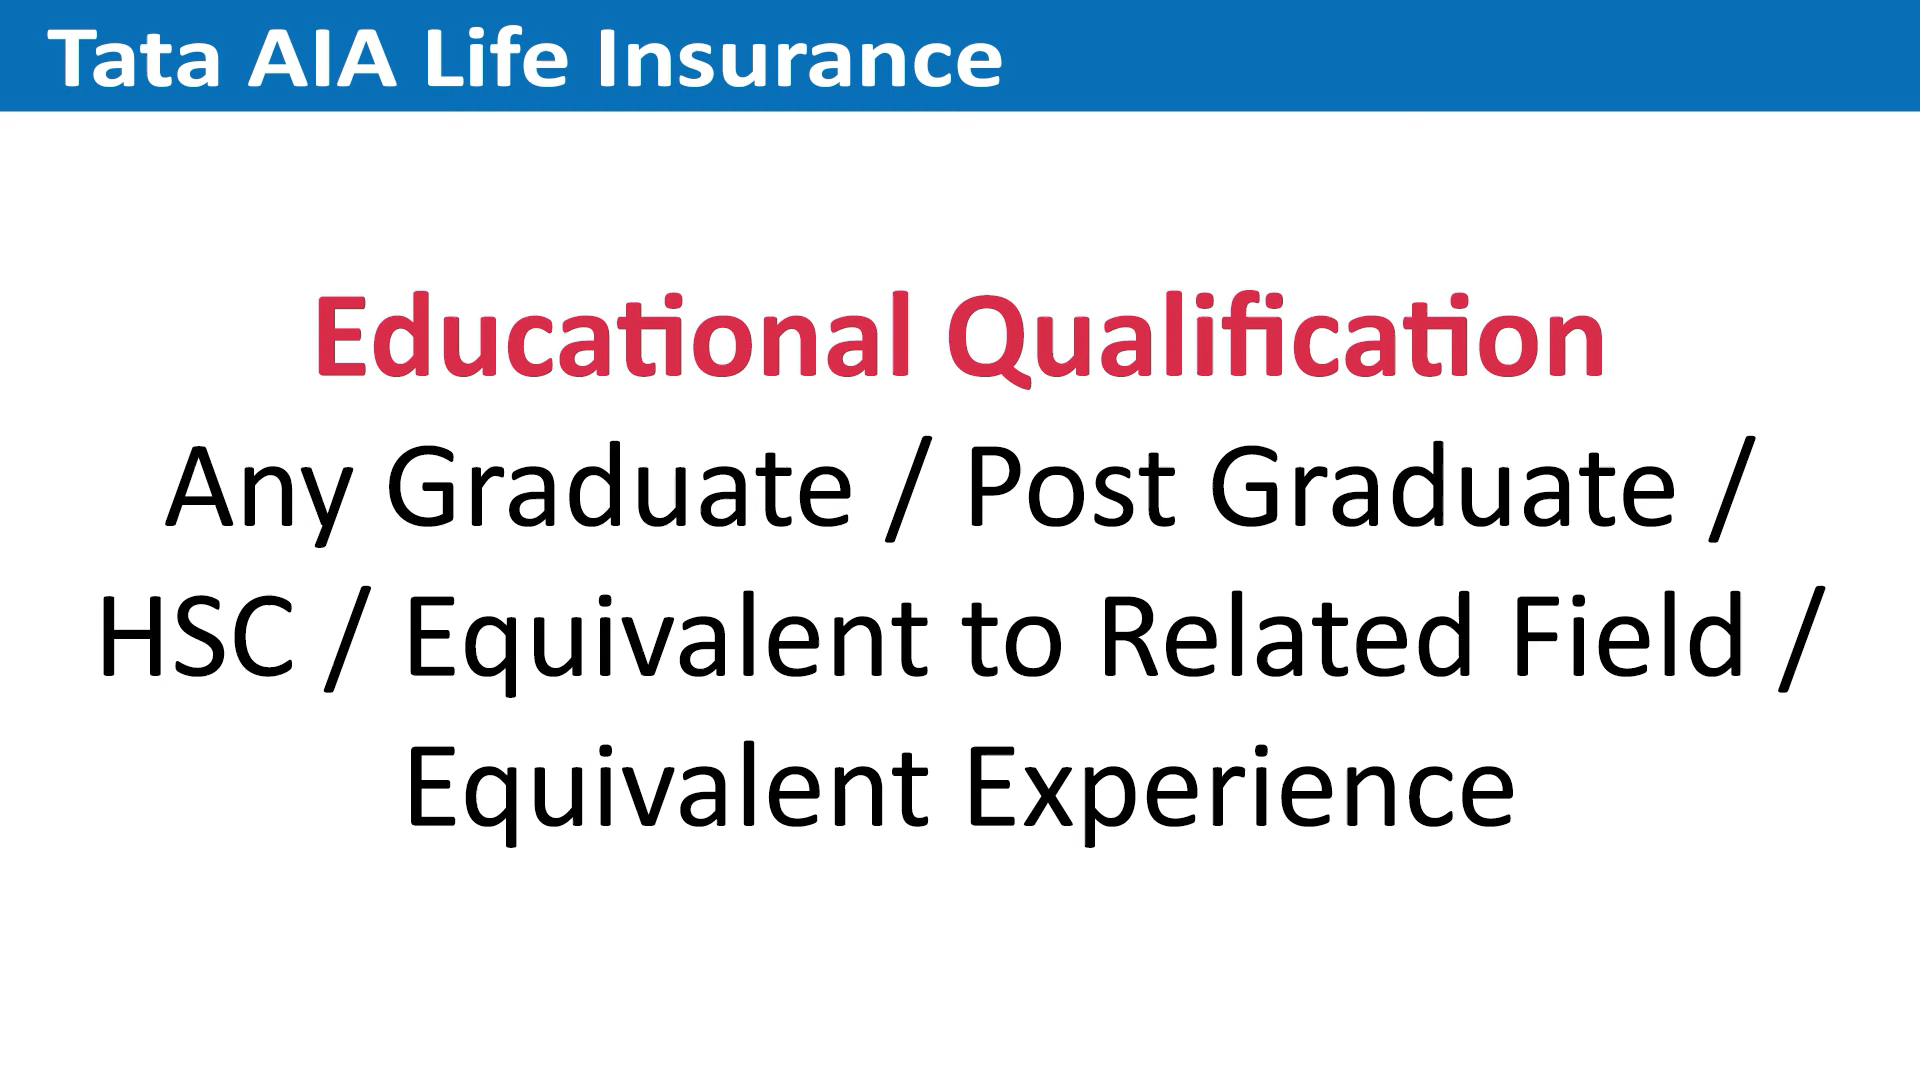 Tata AIA Life Insurance
Educational Qualification
Any Graduate / Post Graduate /
HSC / Equivalent to Related Field /
Equivalent Experience